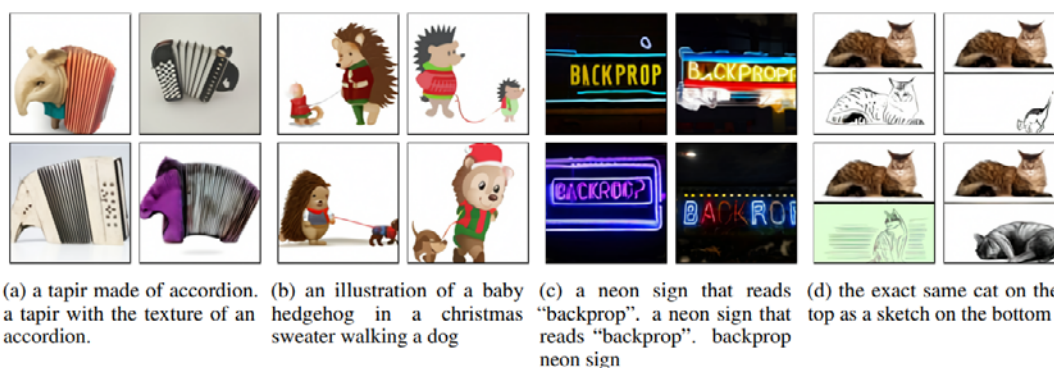 BACKPROP
BACKPROPP
BACKROO?
BACKROP
(a) a tapir made of accordion.
a tapir with the texture of an
accordion.
(b) an illustration of a baby
hedgehog in a christmas
sweater walking a dog
(c) a neon sign that reads
“backprop”. a neon sign that
reads “backprop”. backprop
neon sign
(d) the exact same cat on the
top as a sketch on the bottom